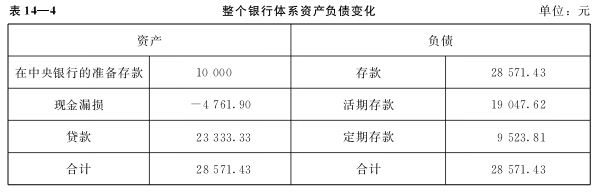 表 14—4 整个银行体系资产负债变化 单位：元
资产 负债
在中央银行的准备存款 10 000 存款 28 571.43
现金漏损 −4 761.90 活期存款 19 047.62
贷款 23 333.33 定期存款 9 523.81
合计 28 571.43 合计 28 571.43